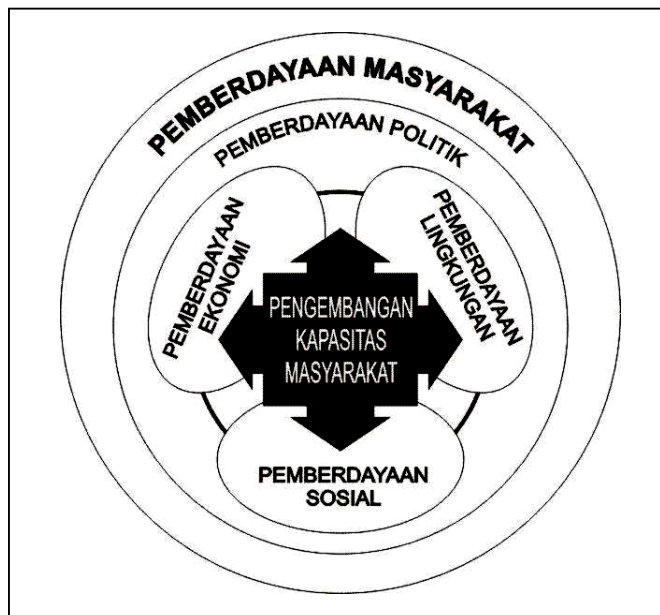 PEMBERDAYAAN MASYARAKAT
PEMBERDAYAAN POLITIK
PEMBERDAYAAN
EKONOMI
PEMBERDAYAAN
LINGKUNGAN
PENGEMBANGAN
KAPASITAS
MASYARAKAT
PEMBERDAYAAN
SOSIAL